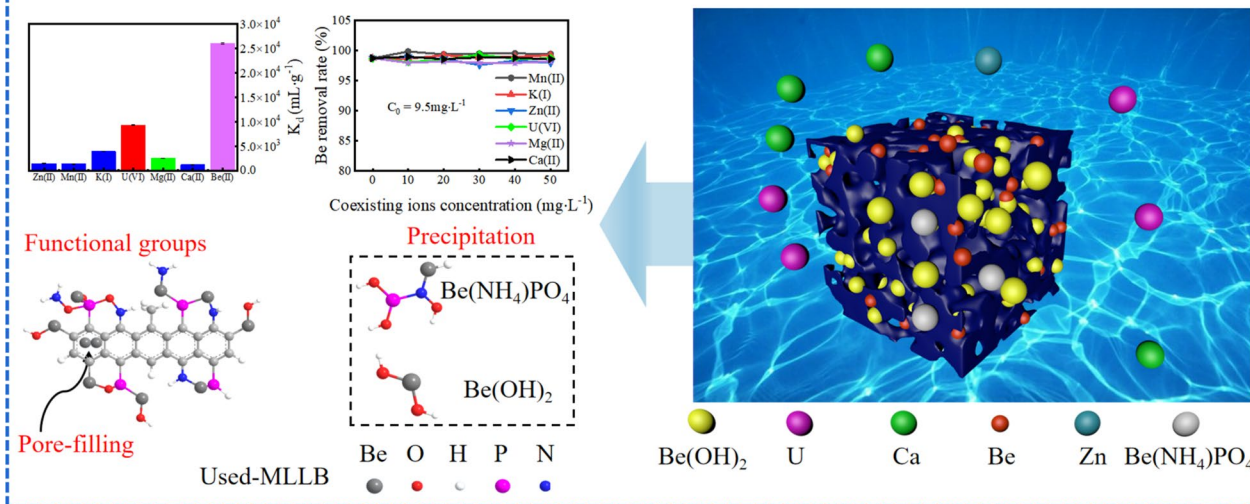 3.0×10⁴
2.5×10⁴
2.0×10⁴
1.5×10⁴
1.0×10⁴
5.0×10³
0.0
K_d (mL·g⁻¹)
Zn(II) Mn(II) K(I) U(VI) Mg(II) Ca(II) Be(II)
Be removal rate (%)
105
100
95
90
85
80
C₀ = 9.5mg·L⁻¹
Mn(II)
K(I)
Zn(II)
U(VI)
Mg(II)
Ca(II)
0 10 20 30 40 50
Coexisting ions concentration (mg·L⁻¹)
Functional groups
Pore-filling
Used-MLLB
Precipitation
Be(NH₄)PO₄
Be(OH)₂
Be O H P N
Be(OH)₂ U Ca Be Zn Be(NH₄)PO₄